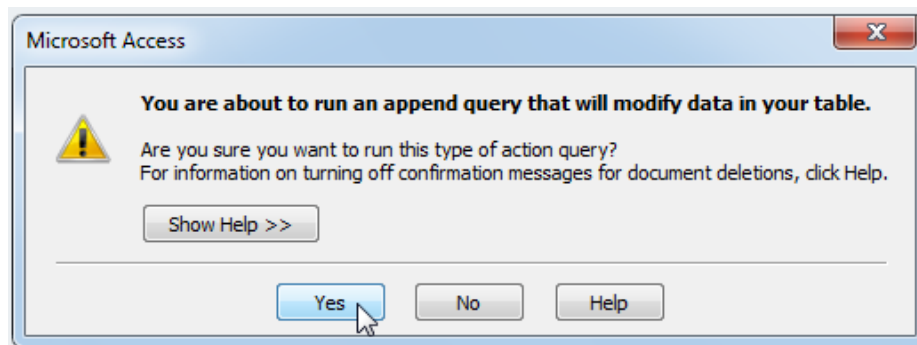 Microsoft Access
You are about to run an append query that will modify data in your table.
Are you sure you want to run this type of action query?
For information on turning off confirmation messages for document deletions, click Help.
Show Help >>
Yes No Help